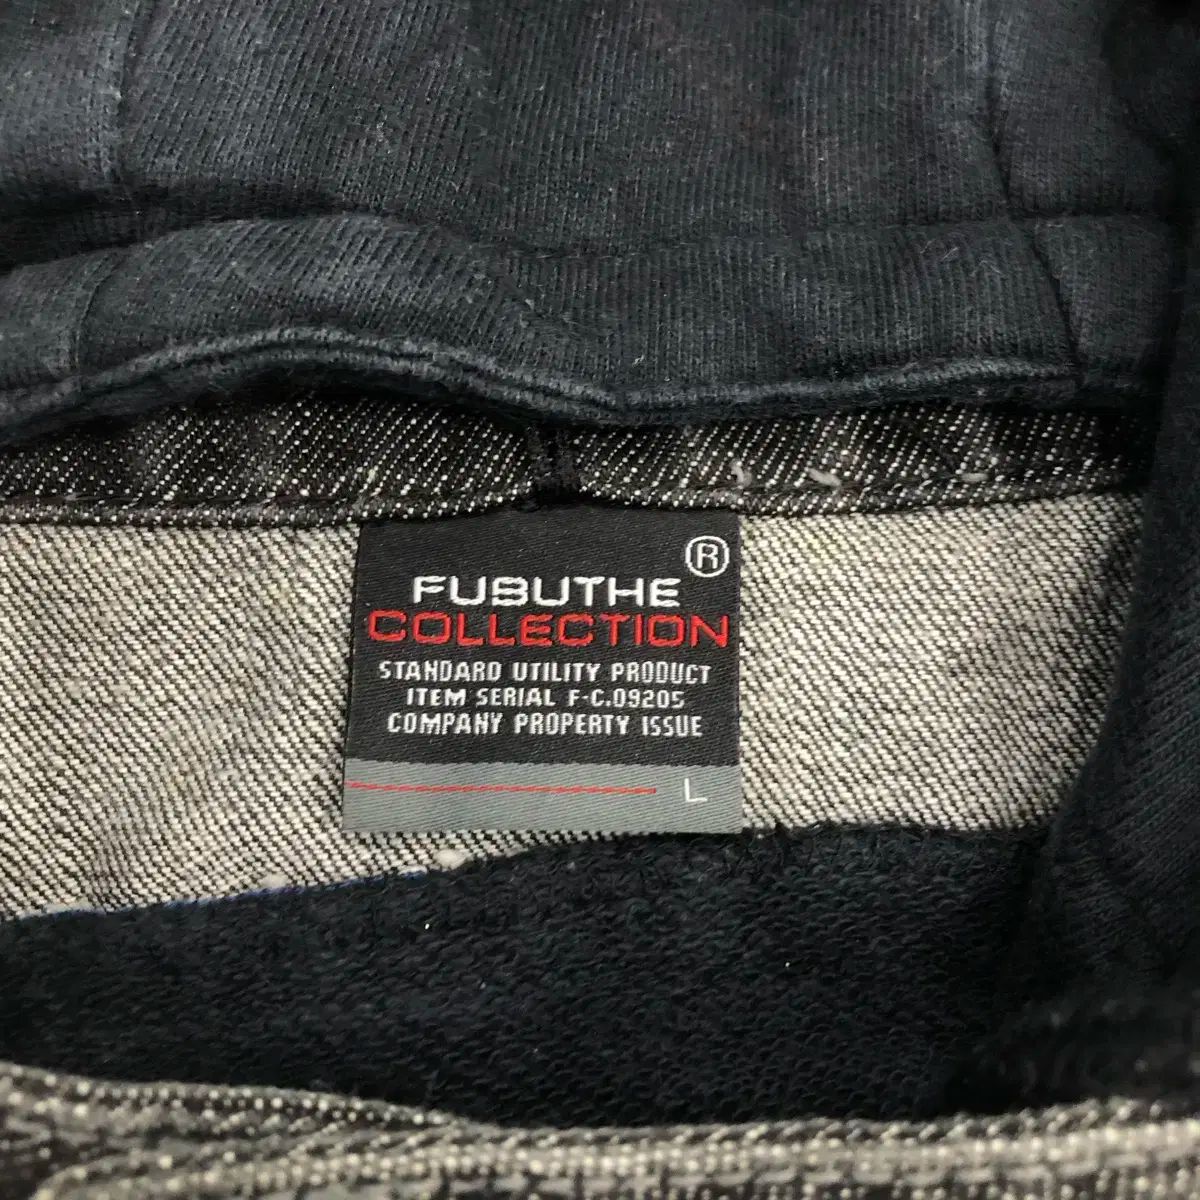 ®
FUBUTHE
COLLECTION
STANDARD UTILITY PRODUCT
ITEM SERIAL F-C.09205
COMPANY PROPERTY ISSUE
L